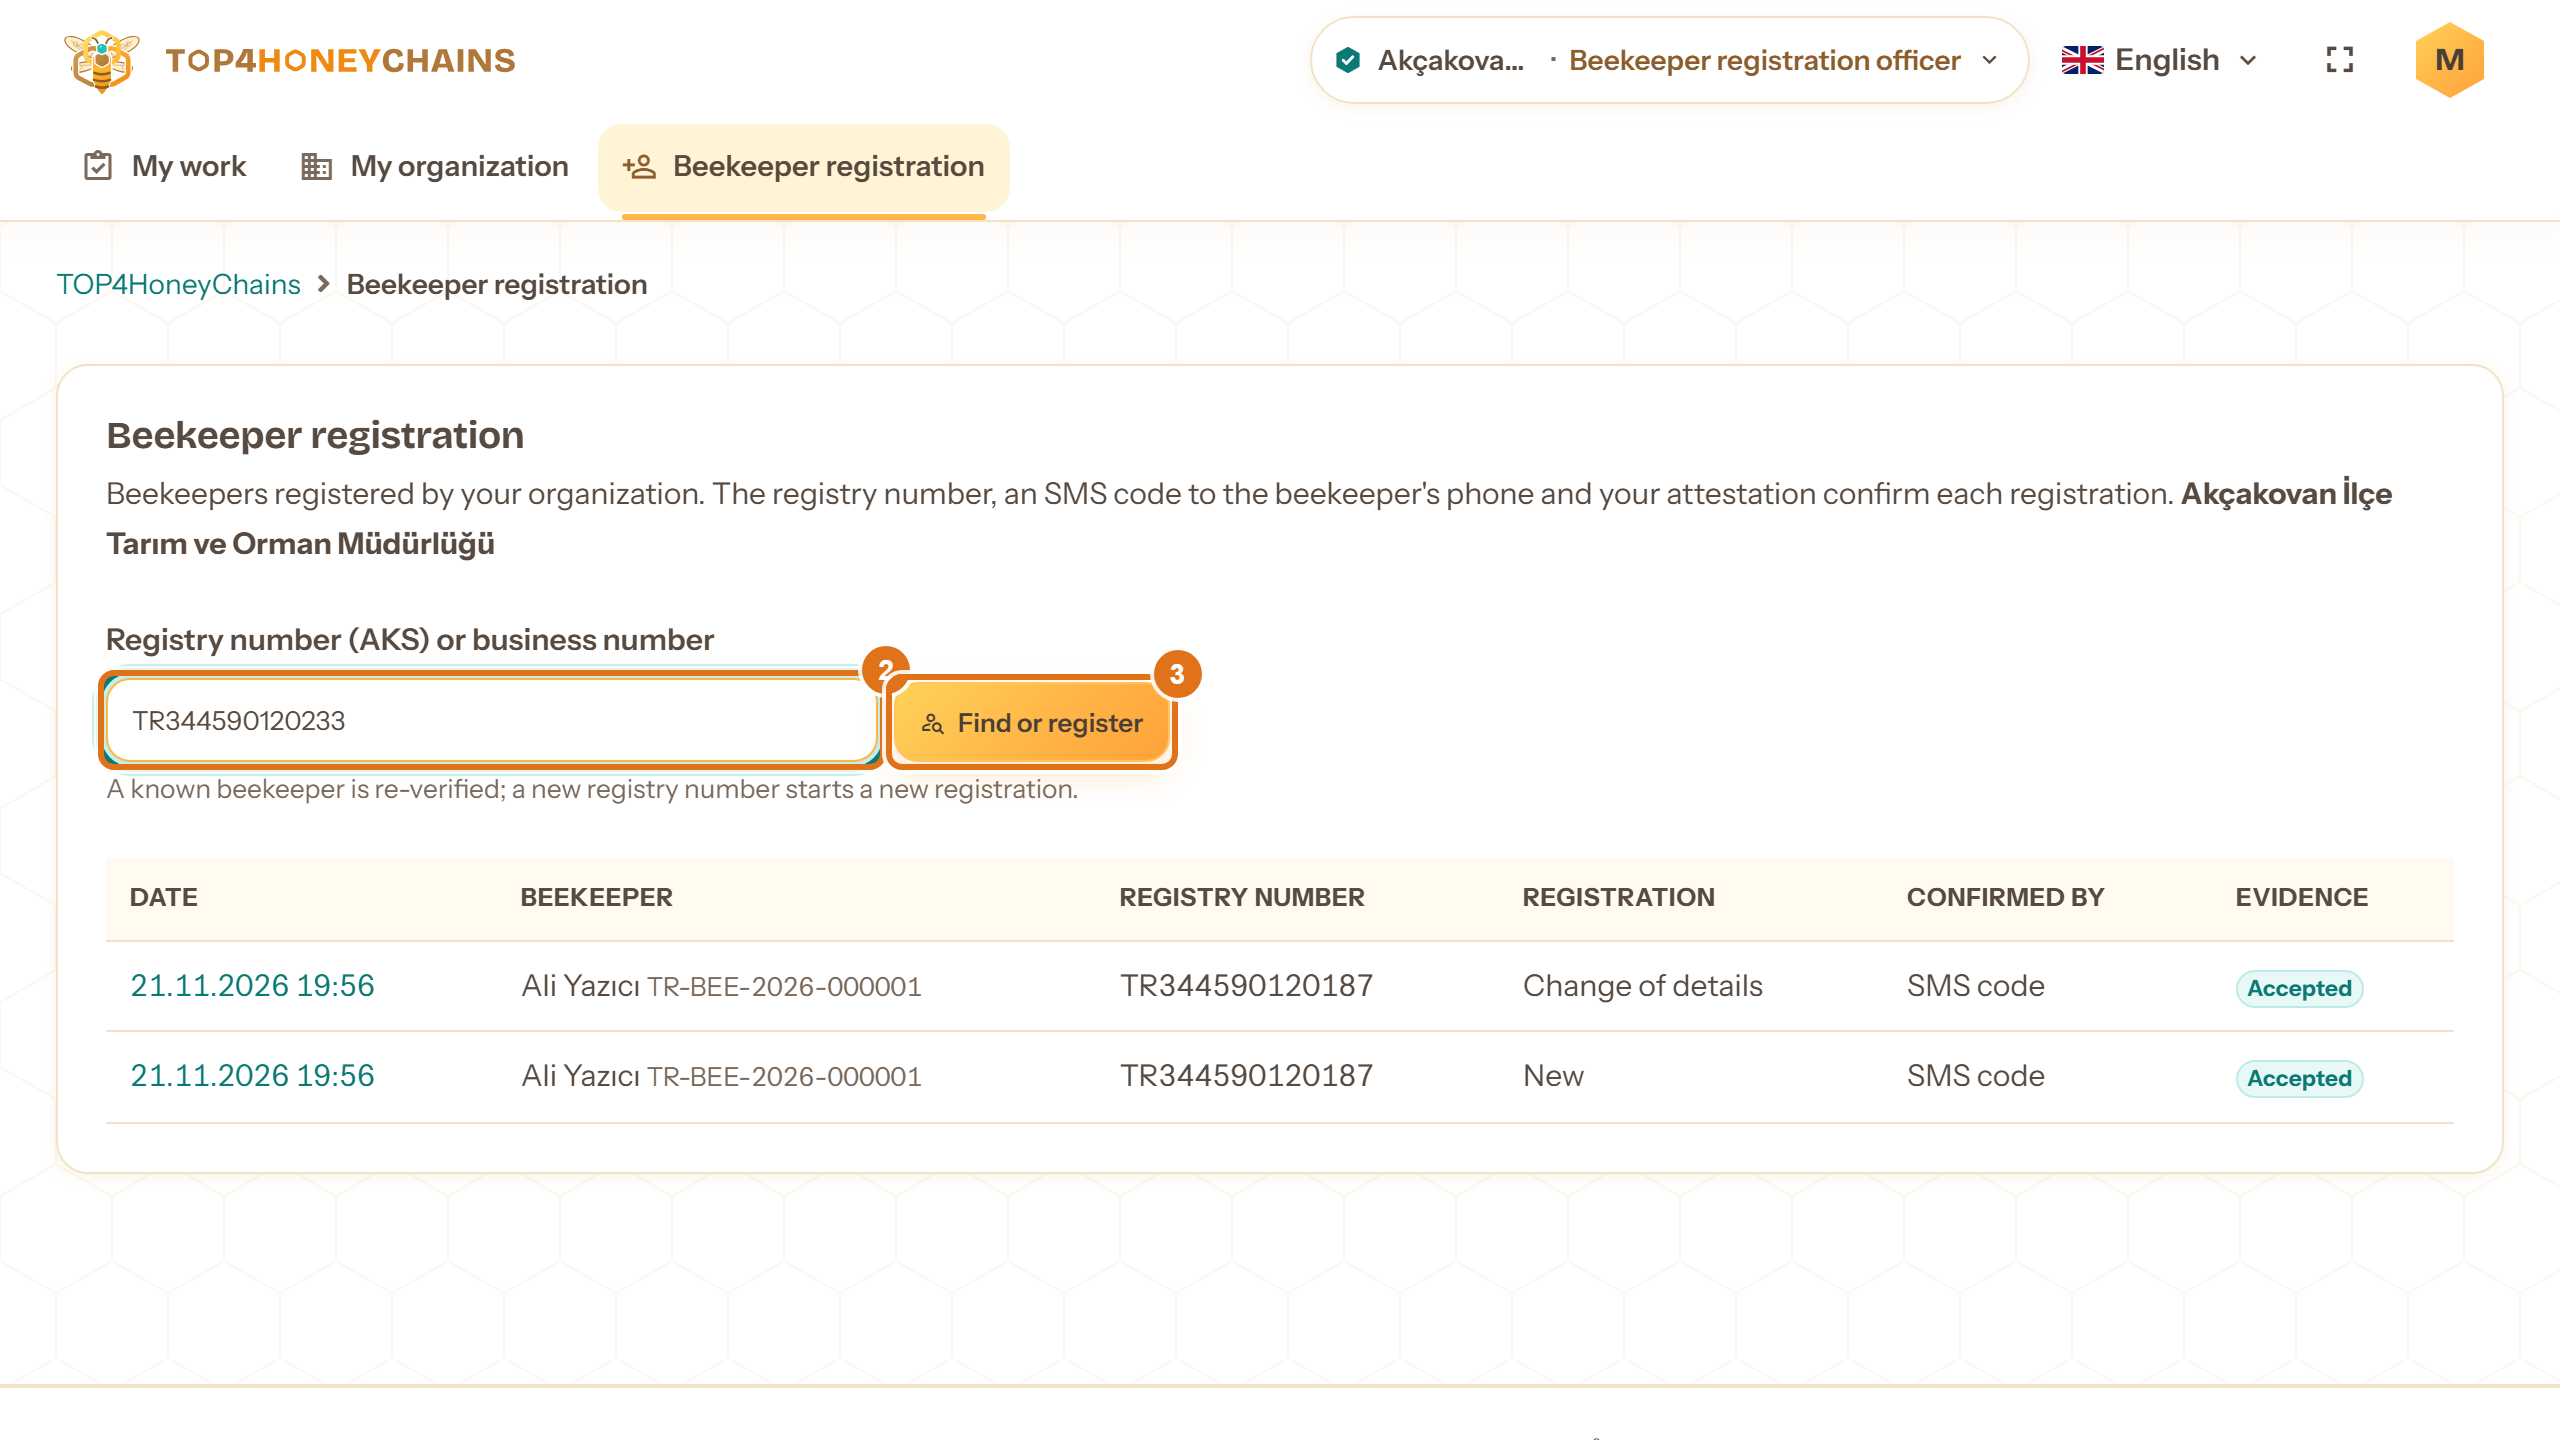 TOP4HONEYCHAINS
Akçakova... · Beekeeper registration officer
English
M
My work
My organization
Beekeeper registration
TOP4HoneyChains > Beekeeper registration
Beekeeper registration
Beekeepers registered by your organization. The registry number, an SMS code to the beekeeper's phone and your attestation confirm each registration. Akçakovan İlçe
Tarım ve Orman Müdürlüğü
Registry number (AKS) or business number
2
3
TR344590120233
Find or register
A known beekeeper is re-verified; a new registry number starts a new registration.
DATE BEEKEEPER REGISTRY NUMBER REGISTRATION CONFIRMED BY EVIDENCE
21.11.2026 19:56 Ali Yazıcı TR-BEE-2026-000001 TR344590120187 Change of details SMS code Accepted
21.11.2026 19:56 Ali Yazıcı TR-BEE-2026-000001 TR344590120187 New SMS code Accepted